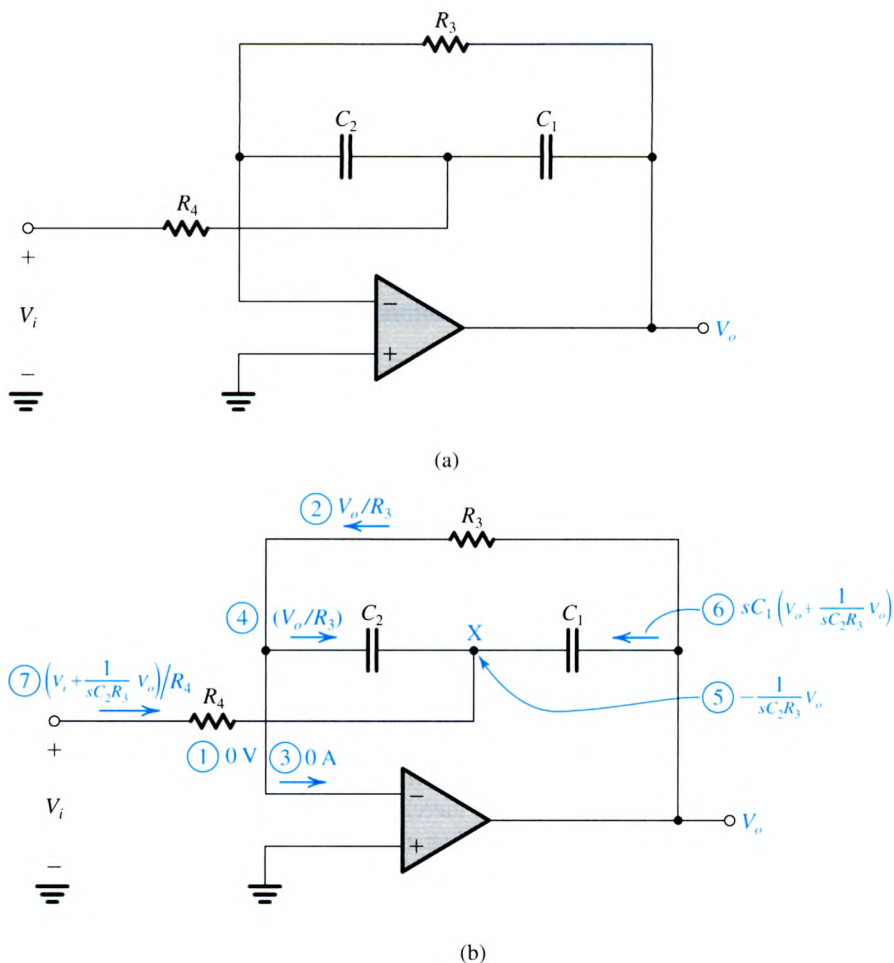 R₃
C₂ C₁
R₄
+
Vᵢ
−
−
+
Vₒ
(a)
② Vₒ/R₃
R₃
④ (Vₒ/R₃) C₂ X C₁
⑥ sC₁(Vₒ + 1/(sC₂R₃) Vₒ)
⑦ (Vᵢ + 1/(sC₂R₃) Vₒ)/R₄
R₄
⑤ − 1/(sC₂R₃) Vₒ
+
① 0 V ③ 0 A
Vᵢ
−
−
+
Vₒ
(b)